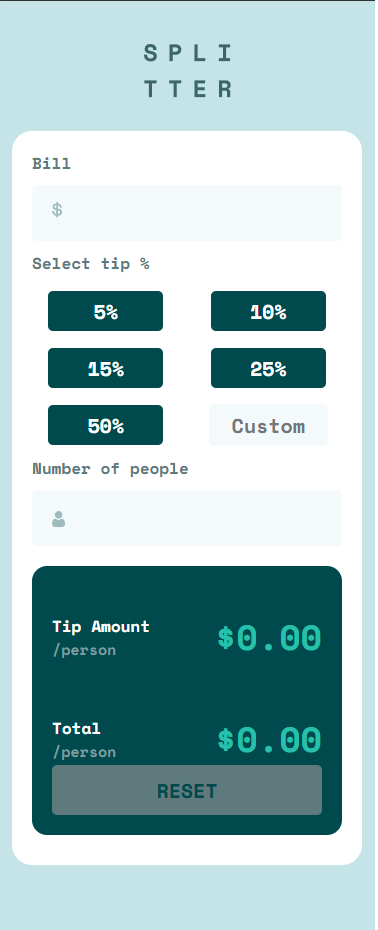 SPLI
TTER
Bill
$
Select tip %
5% 10%
15% 25%
50% Custom
Number of people
Tip Amount
/person
$0.00
Total
/person
$0.00
RESET